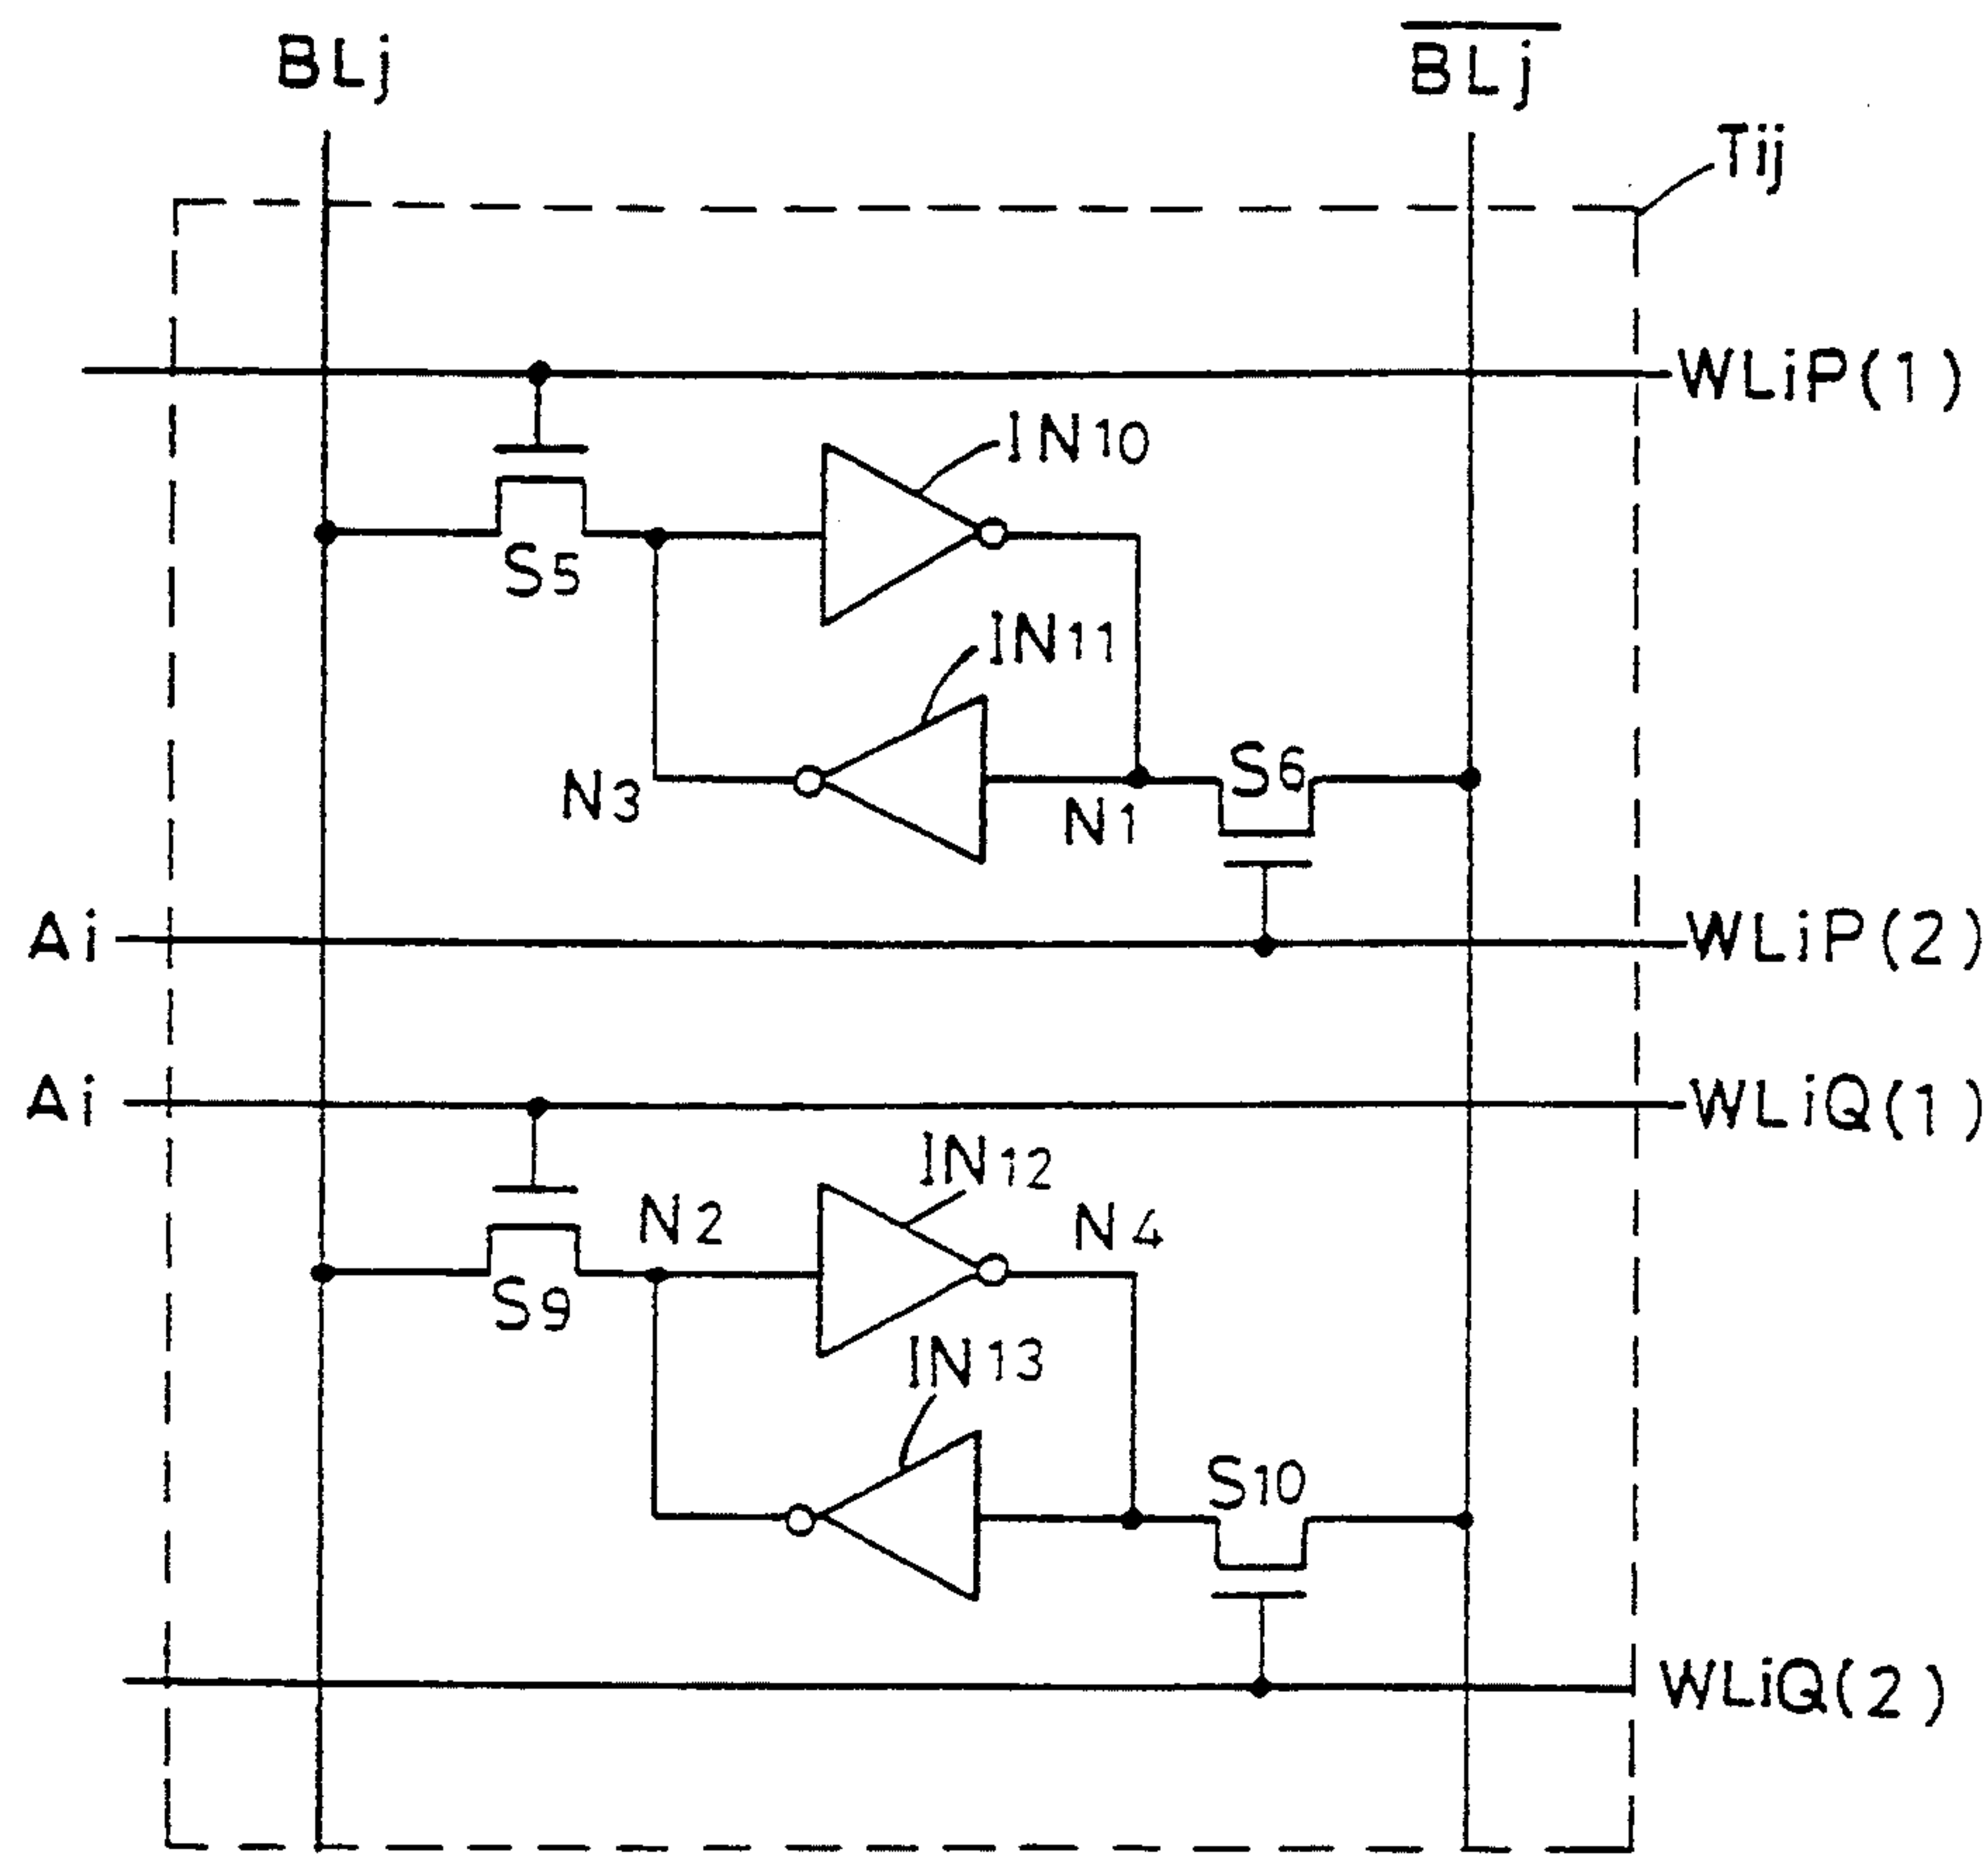 BLj
B̅L̅j̅
Tij
WLiP(1)
IN10
S5
IN11
N3
N1
S6
Ai
WLiP(2)
Ai
WLiQ(1)
IN12
N2
N4
S9
IN13
S10
WLiQ(2)